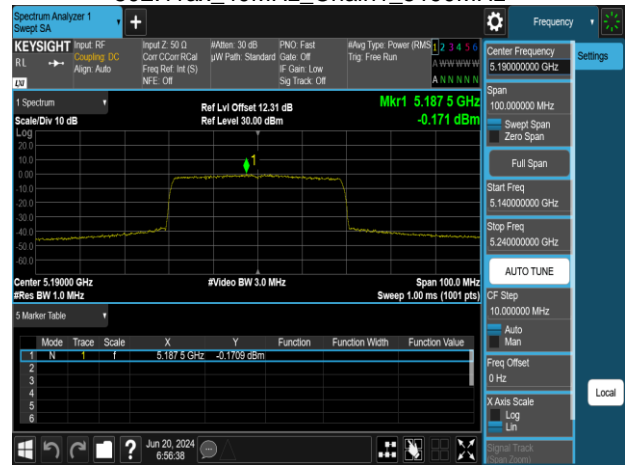 Spectrum Analyzer 1
Swept SA
Frequency
KEYSIGHT
Input: RF
Input Z: 50 Ω
#Atten: 30 dB
PNO: Fast
#Avg Type: Power (RMS
1 2 3 4 5 6
RL
Coupling: DC
Corr CCorr RCal
µW Path: Standard
Gate: Off
Trig: Free Run
A W W W W W
Align: Auto
Freq Ref: Int (S)
IF Gain: Low
LXI
NFE: Off
Sig Track: Off
A N N N N N
1 Spectrum
Ref Lvl Offset 12.31 dB
Mkr1 5.187 5 GHz
Scale/Div 10 dB
Ref Level 30.00 dBm
-0.171 dBm
Log
20.0
10.0
1
0.00
-10.0
-20.0
-30.0
-40.0
-50.0
-60.0
Center 5.19000 GHz
#Video BW 3.0 MHz
Span 100.0 MHz
#Res BW 1.0 MHz
Sweep 1.00 ms (1001 pts)
5 Marker Table
Mode Trace Scale X Y Function Function Width Function Value
1 N 1 f 5.187 5 GHz -0.1709 dBm
2
3
4
5
6
Jun 20, 2024
6:56:38
Center Frequency
5.190000000 GHz
Settings
Span
100.000000 MHz
Swept Span
Zero Span
Full Span
Start Freq
5.140000000 GHz
Stop Freq
5.240000000 GHz
AUTO TUNE
CF Step
10.000000 MHz
Auto
Man
Freq Offset
0 Hz
X Axis Scale
Log
Lin
Local
Signal Track
(Span Zoom)